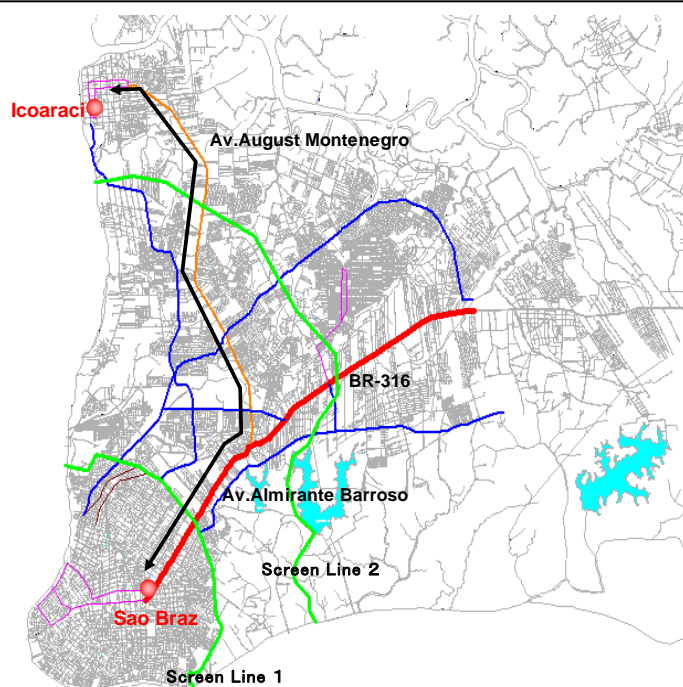 Icoaraci
Av.August Montenegro
BR-316
Av.Almirante Barroso
Screen Line 2
Sao Braz
Screen Line 1